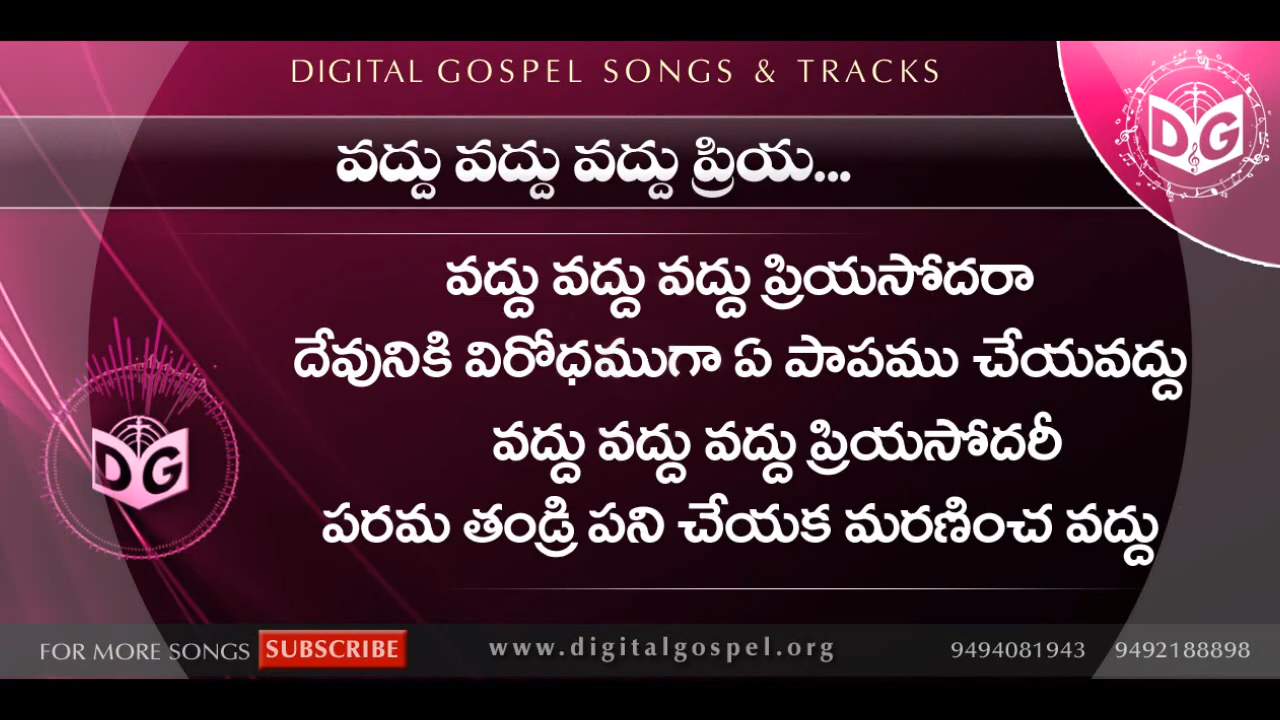 DIGITAL GOSPEL SONGS & TRACKS
DG
వద్దు వద్దు వద్దు ప్రియ...
వద్దు వద్దు వద్దు ప్రియసోదరా
దేవునికి విరోధముగా ఏ పాపము చేయవద్దు
వద్దు వద్దు వద్దు ప్రియసోదరీ
పరమ తండ్రి పని చేయక మరణించ వద్దు
DG
FOR MORE SONGS SUBSCRIBE www.digitalgospel.org 9494081943 9492188898